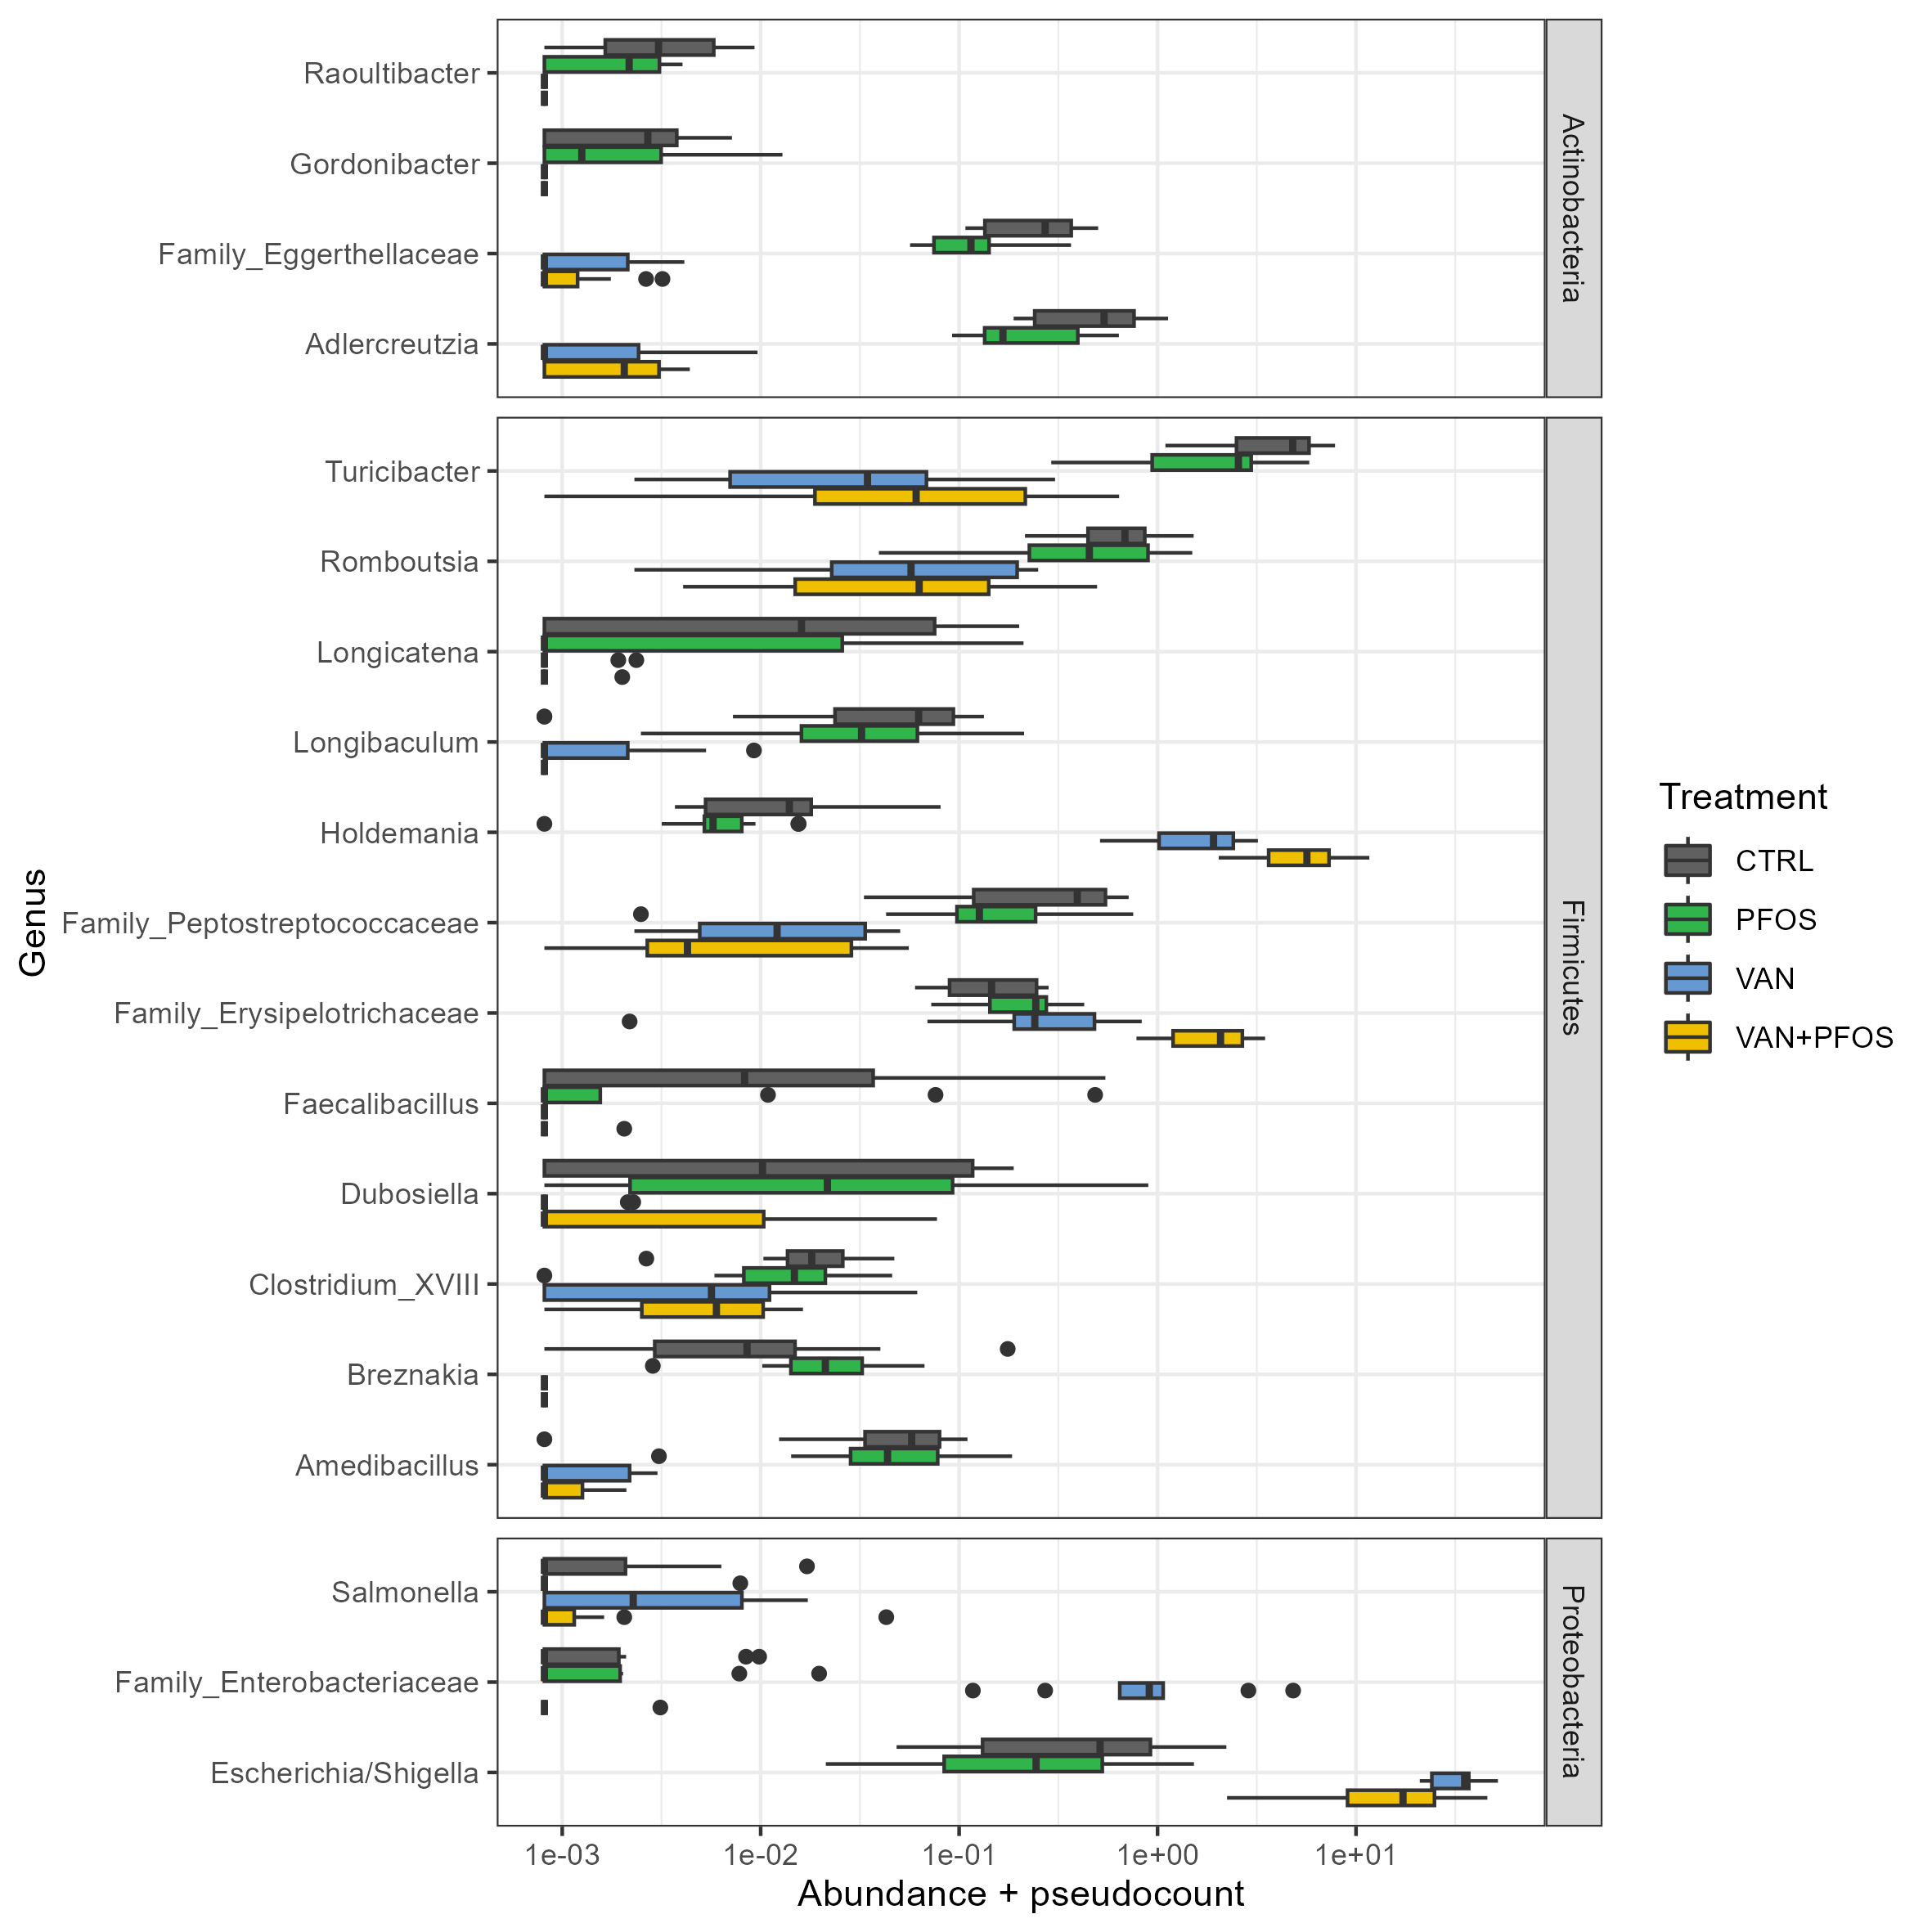 Raoultibacter
Gordonibacter
Family_Eggerthellaceae
Adlercreutzia
Actinobacteria
Turicibacter
Romboutsia
Longicatena
Longibaculum
Holdemania
Family_Peptostreptococcaceae
Family_Erysipelotrichaceae
Faecalibacillus
Dubosiella
Clostridium_XVIII
Breznakia
Amedibacillus
Firmicutes
Salmonella
Family_Enterobacteriaceae
Escherichia/Shigella
Proteobacteria
Genus
1e-03 1e-02 1e-01 1e+00 1e+01
Abundance + pseudocount
Treatment
CTRL
PFOS
VAN
VAN+PFOS